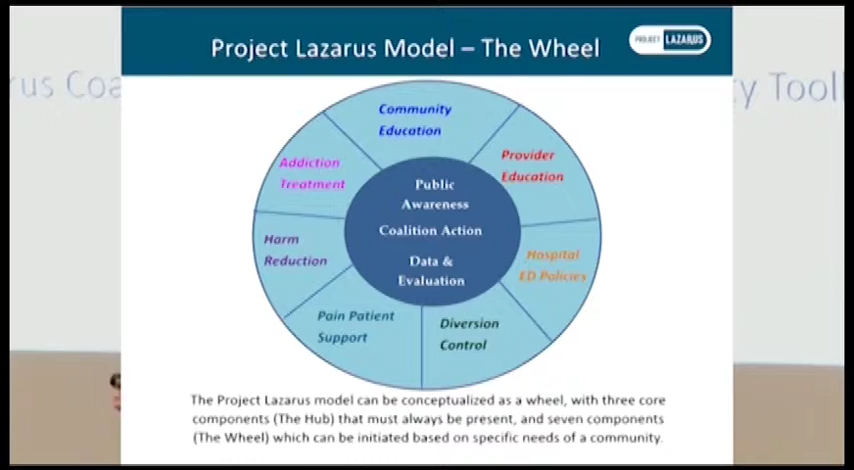 Project Lazarus Model – The Wheel
PROJECT LAZARUS
rus Coa
y Tool
Community
Education
Provider
Education
Hospital
ED Policies
Diversion
Control
Pain Patient
Support
Harm
Reduction
Addiction
Treatment
Public
Awareness
Coalition Action
Data &
Evaluation
The Project Lazarus model can be conceptualized as a wheel, with three core
components (The Hub) that must always be present, and seven components
(The Wheel) which can be initiated based on specific needs of a community.